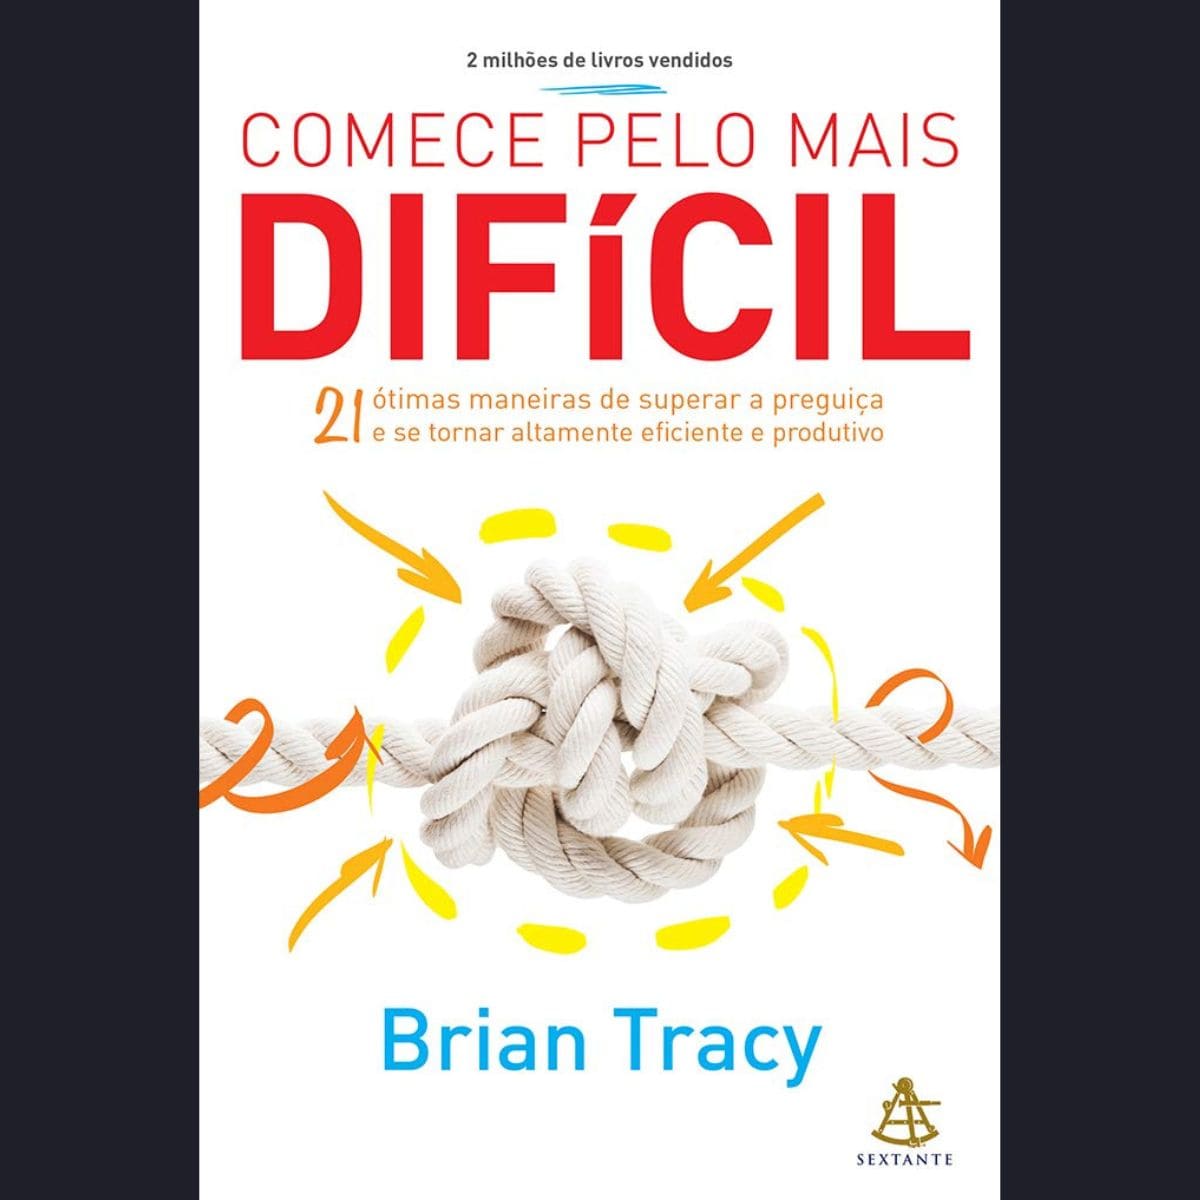 2 milhões de livros vendidos
COMECE PELO MAIS
DIFíCIL
21 ótimas maneiras de superar a preguiça
e se tornar altamente eficiente e produtivo
Brian Tracy
SEXTANTE